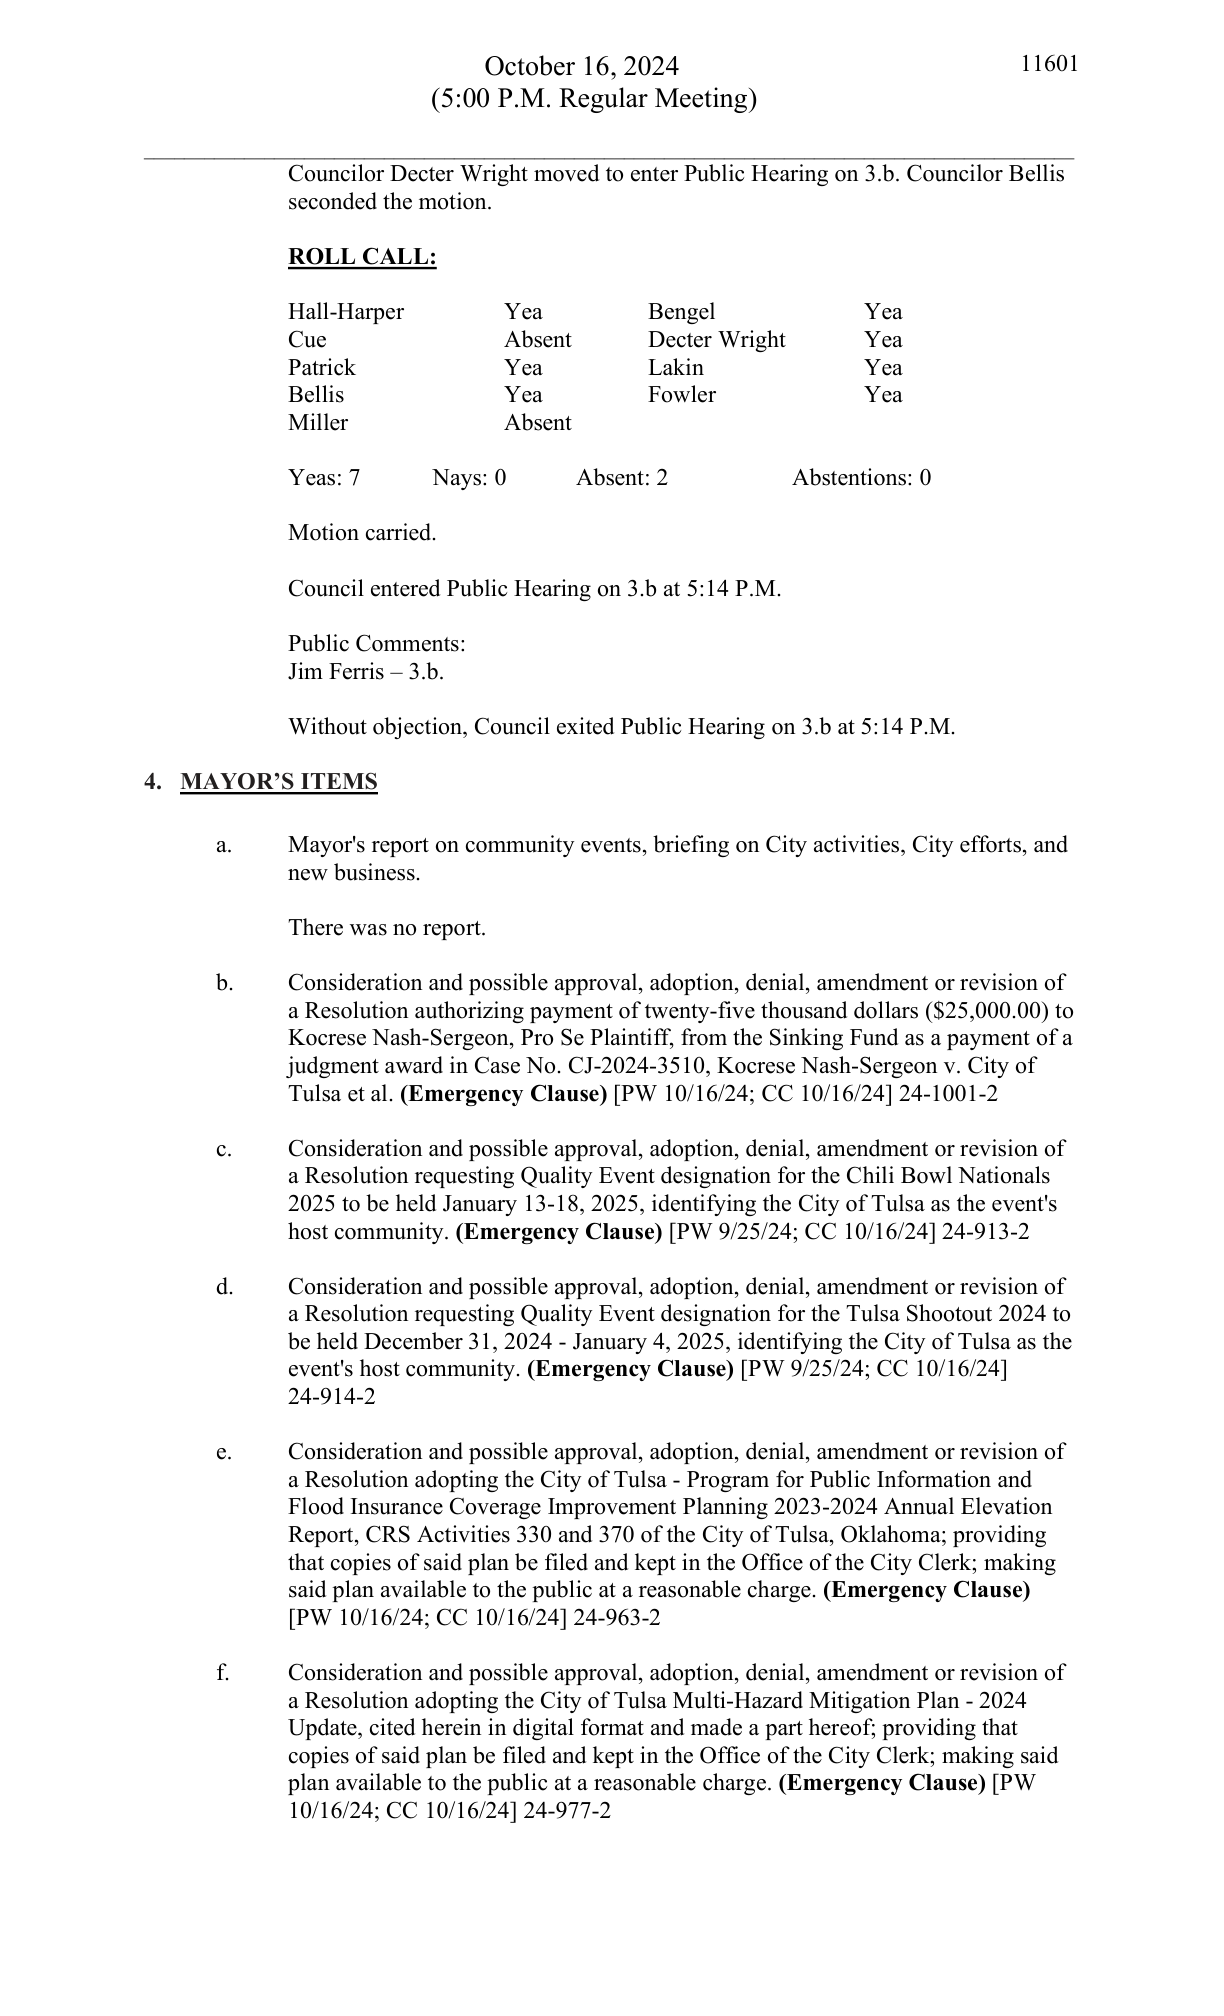 October 16, 2024
11601
(5:00 P.M. Regular Meeting)
Councilor Decter Wright moved to enter Public Hearing on 3.b. Councilor Bellis
seconded the motion.
ROLL CALL:
Hall-Harper Yea Bengel Yea
Cue Absent Decter Wright Yea
Patrick Yea Lakin Yea
Bellis Yea Fowler Yea
Miller Absent
Yeas: 7 Nays: 0 Absent: 2 Abstentions: 0
Motion carried.
Council entered Public Hearing on 3.b at 5:14 P.M.
Public Comments:
Jim Ferris – 3.b.
Without objection, Council exited Public Hearing on 3.b at 5:14 P.M.
4. MAYOR’S ITEMS
a. Mayor's report on community events, briefing on City activities, City efforts, and
new business.
There was no report.
b. Consideration and possible approval, adoption, denial, amendment or revision of
a Resolution authorizing payment of twenty-five thousand dollars ($25,000.00) to
Kocrese Nash-Sergeon, Pro Se Plaintiff, from the Sinking Fund as a payment of a
judgment award in Case No. CJ-2024-3510, Kocrese Nash-Sergeon v. City of
Tulsa et al. (Emergency Clause) [PW 10/16/24; CC 10/16/24] 24-1001-2
c. Consideration and possible approval, adoption, denial, amendment or revision of
a Resolution requesting Quality Event designation for the Chili Bowl Nationals
2025 to be held January 13-18, 2025, identifying the City of Tulsa as the event's
host community. (Emergency Clause) [PW 9/25/24; CC 10/16/24] 24-913-2
d. Consideration and possible approval, adoption, denial, amendment or revision of
a Resolution requesting Quality Event designation for the Tulsa Shootout 2024 to
be held December 31, 2024 - January 4, 2025, identifying the City of Tulsa as the
event's host community. (Emergency Clause) [PW 9/25/24; CC 10/16/24]
24-914-2
e. Consideration and possible approval, adoption, denial, amendment or revision of
a Resolution adopting the City of Tulsa - Program for Public Information and
Flood Insurance Coverage Improvement Planning 2023-2024 Annual Elevation
Report, CRS Activities 330 and 370 of the City of Tulsa, Oklahoma; providing
that copies of said plan be filed and kept in the Office of the City Clerk; making
said plan available to the public at a reasonable charge. (Emergency Clause)
[PW 10/16/24; CC 10/16/24] 24-963-2
f. Consideration and possible approval, adoption, denial, amendment or revision of
a Resolution adopting the City of Tulsa Multi-Hazard Mitigation Plan - 2024
Update, cited herein in digital format and made a part hereof; providing that
copies of said plan be filed and kept in the Office of the City Clerk; making said
plan available to the public at a reasonable charge. (Emergency Clause) [PW
10/16/24; CC 10/16/24] 24-977-2